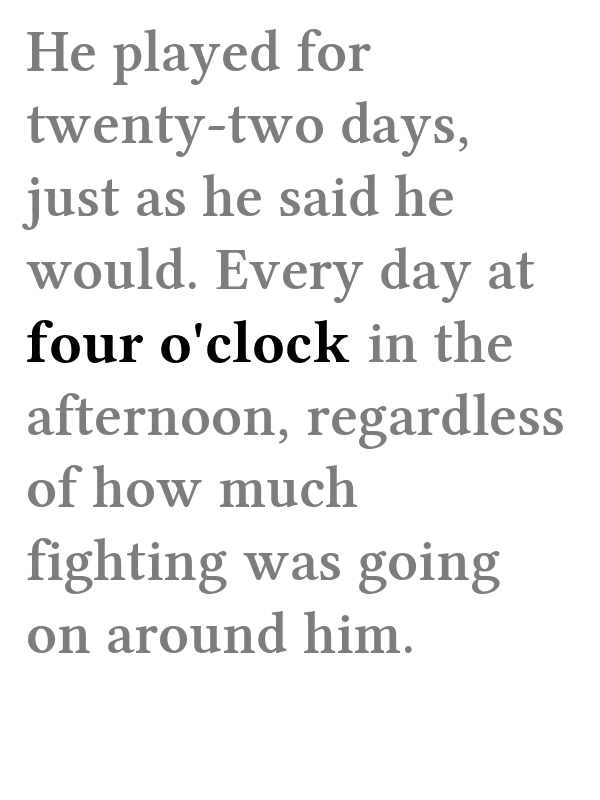 He played for
twenty-two days,
just as he said he
would. Every day at
four o'clock in the
afternoon, regardless
of how much
fighting was going
on around him.